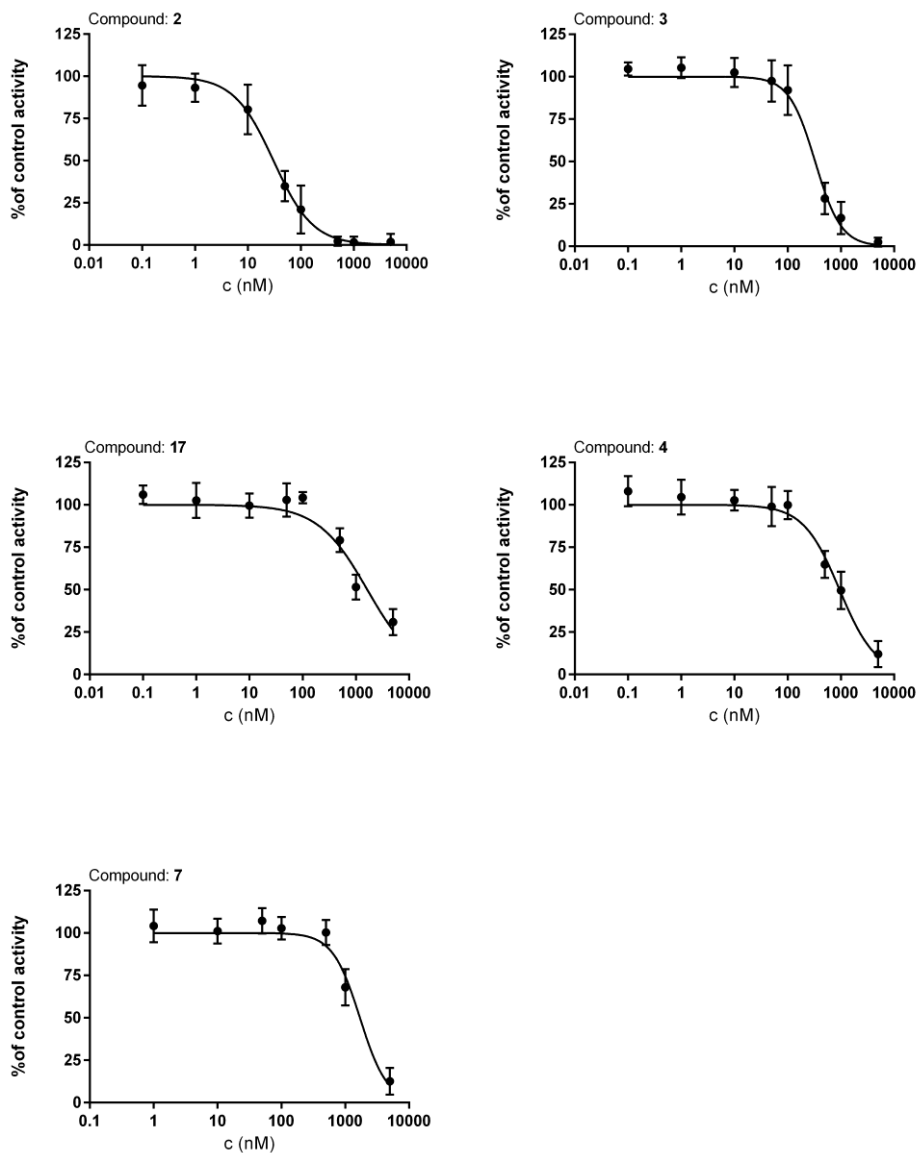 Compound: 2
%of control activity
125
100
75
50
25
0
0.01 0.1 1 10 100 1000 10000
c (nM)
Compound: 3
%of control activity
125
100
75
50
25
0
0.01 0.1 1 10 100 1000 10000
c (nM)
Compound: 17
%of control activity
125
100
75
50
25
0
0.01 0.1 1 10 100 1000 10000
c (nM)
Compound: 4
%of control activity
125
100
75
50
25
0
0.01 0.1 1 10 100 1000 10000
c (nM)
Compound: 7
%of control activity
125
100
75
50
25
0
0.1 1 10 100 1000 10000
c (nM)